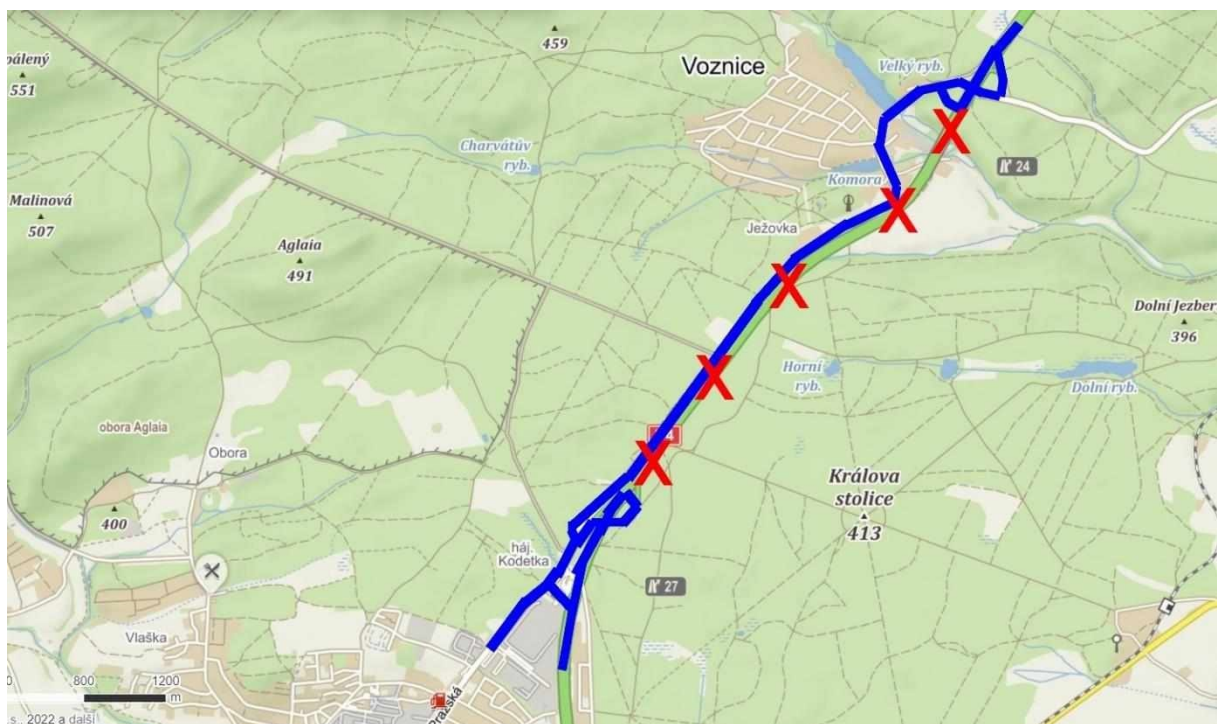 459
Voznice
Velký ryb.
pálený
551
24
Charvátův
ryb.
Komora
Malinová
507
Ježovka
Aglaia
491
Dolní Jezber
396
Horní
ryb.
Dolní ryb.
obora Aglaia
Obora
Králova
stolice
413
400
háj.
Kodetka
27
Vlaška
0 800 1200
m
Pražská
s., 2022 a další
X
X
X
X
X